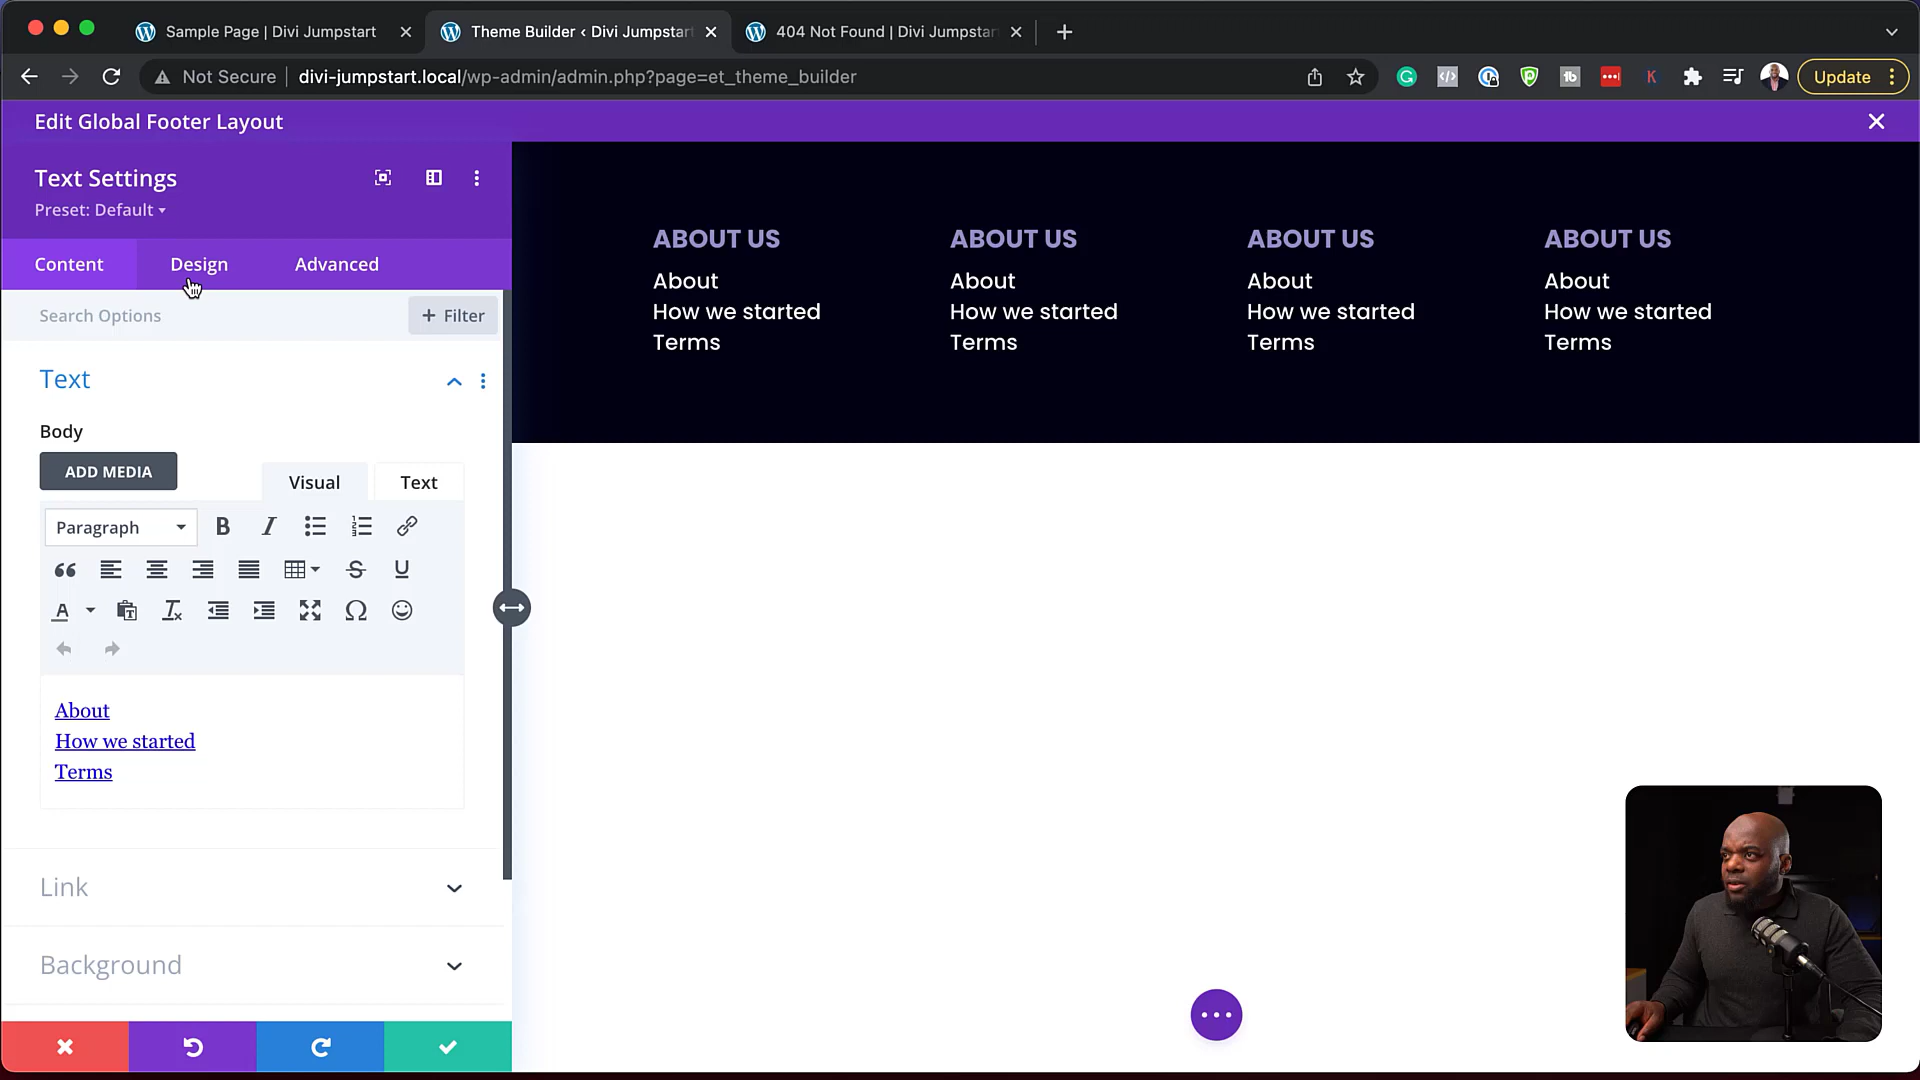 Sample Page | Divi Jumpstart
Theme Builder ‹ Divi Jumpstart
404 Not Found | Divi Jumpstar
Not Secure
divi-jumpstart.local/wp-admin/admin.php?page=et_theme_builder
Update
Edit Global Footer Layout
Text Settings
Preset: Default
Content
Design
Advanced
Search Options
+ Filter
Text
Body
ADD MEDIA
Visual
Text
Paragraph
About
How we started
Terms
Link
Background
ABOUT US
About
How we started
Terms
ABOUT US
About
How we started
Terms
ABOUT US
About
How we started
Terms
ABOUT US
About
How we started
Terms